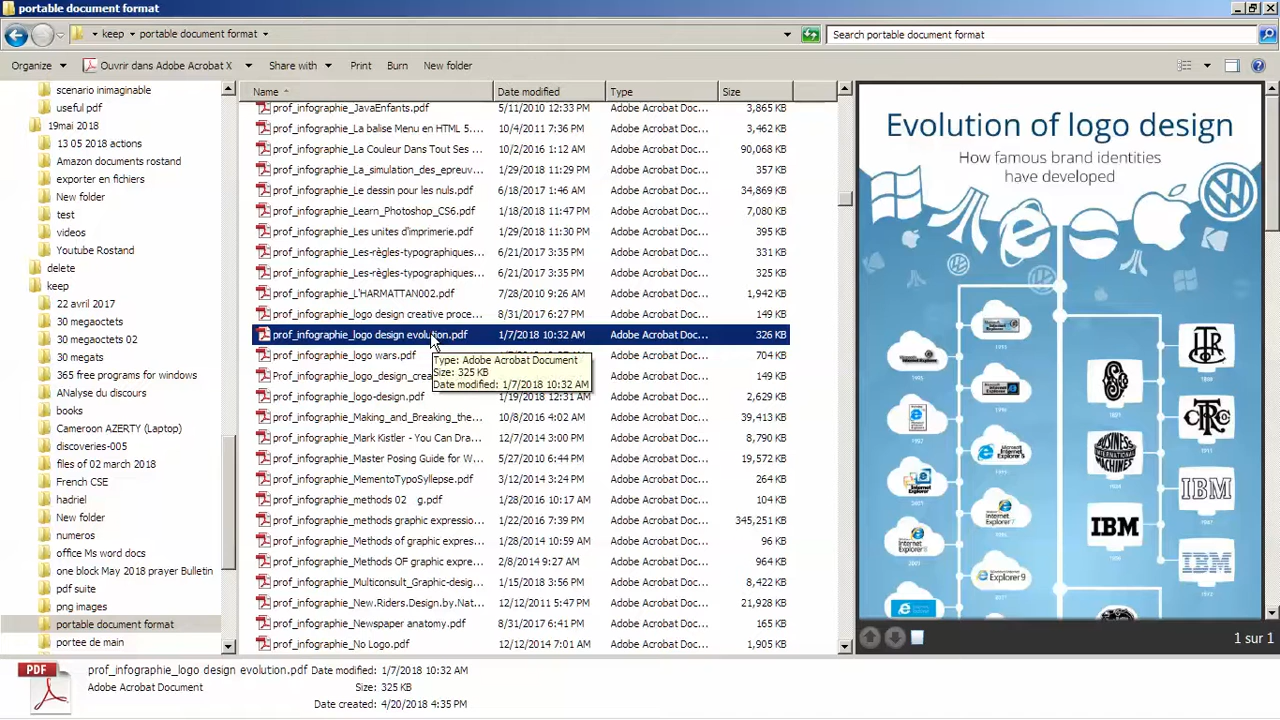 portable document format
keep ▸ portable document format ▸
Search portable document format
Organize
Ouvrir dans Adobe Acrobat X
Share with
Print
Burn
New folder
scenario inimaginable
useful pdf
19mai 2018
13 05 2018 actions
Amazon documents rostand
exporter en fichiers
New folder
test
videos
Youtube Rostand
delete
keep
22 avril 2017
30 megaoctets
30 megaoctets 02
30 megats
365 free programs for windows
ANalyse du discours
books
Cameroon AZERTY (Laptop)
discoveries-005
files of 02 march 2018
French CSE
hadriel
New folder
numeros
office Ms word docs
one block May 2018 prayer Bulletin
pdf suite
png images
portable document format
portee de main
Name Date modified Type Size
prof_infographie_JavaEnfants.pdf 5/11/2010 12:33 PM Adobe Acrobat Doc... 3,865 KB
prof_infographie_La balise Menu en HTML 5.... 10/4/2011 7:36 PM Adobe Acrobat Doc... 3,462 KB
prof_infographie_La Couleur Dans Tout Ses ... 10/2/2016 1:12 AM Adobe Acrobat Doc... 90,068 KB
prof_infographie_La_simulation_des_epreuv... 1/29/2018 11:29 PM Adobe Acrobat Doc... 357 KB
prof_infographie_Le dessin pour les nuls.pdf 6/18/2017 1:46 AM Adobe Acrobat Doc... 34,869 KB
prof_infographie_Learn_Photoshop_CS6.pdf 1/18/2018 11:47 PM Adobe Acrobat Doc... 7,080 KB
prof_infographie_Les unites d'imprimerie.pdf 1/29/2018 11:30 PM Adobe Acrobat Doc... 395 KB
prof_infographie_Les-règles-typographiques... 6/21/2017 3:35 PM Adobe Acrobat Doc... 331 KB
prof_infographie_Les-règles-typographiques... 6/21/2017 3:35 PM Adobe Acrobat Doc... 325 KB
prof_infographie_L'HARMATTAN002.pdf 7/28/2010 9:26 AM Adobe Acrobat Doc... 1,942 KB
prof_infographie_logo design creative proce... 8/31/2017 6:27 PM Adobe Acrobat Doc... 149 KB
prof_infographie_logo design evolution.pdf 1/7/2018 10:32 AM Adobe Acrobat Doc... 326 KB
prof_infographie_logo wars.pdf Adobe Acrobat Doc... 704 KB
Type: Adobe Acrobat Document
Size: 325 KB
Date modified: 1/7/2018 10:32 AM
prof_infographie_logo_design_crea Adobe Acrobat Doc... 149 KB
prof_infographie_logo-design.pdf 1/19/2018 12:31 AM Adobe Acrobat Doc... 2,629 KB
prof_infographie_Making_and_Breaking_the... 10/8/2016 4:02 AM Adobe Acrobat Doc... 39,413 KB
prof_infographie_Mark Kistler - You Can Dra... 12/7/2014 3:00 PM Adobe Acrobat Doc... 8,790 KB
prof_infographie_Master Posing Guide for W... 5/10/2017 6:44 PM Adobe Acrobat Doc... 19,572 KB
prof_infographie_MementoTypoSyllepse.pdf 3/12/2014 3:24 PM Adobe Acrobat Doc... 264 KB
prof_infographie_methods 02 g.pdf 1/28/2016 10:17 AM Adobe Acrobat Doc... 104 KB
prof_infographie_methods graphic expressio... 1/22/2016 7:39 PM Adobe Acrobat Doc... 345,251 KB
prof_infographie_Methods of graphic expres... 1/28/2014 10:59 AM Adobe Acrobat Doc... 96 KB
prof_infographie_Methods OF graphic expre... 2/0/2014 9:27 AM Adobe Acrobat Doc... 964 KB
prof_infographie_Multiconsult_Graphic-desig... 1/15/2018 3:56 PM Adobe Acrobat Doc... 8,422 KB
prof_infographie_New.Riders.Design.by.Nat... 12/12/2011 5:47 PM Adobe Acrobat Doc... 21,928 KB
prof_infographie_Newspaper anatomy.pdf 8/31/2017 6:41 PM Adobe Acrobat Doc... 165 KB
prof_infographie_No Logo.pdf 12/12/2014 7:01 AM Adobe Acrobat Doc... 1,905 KB
Evolution of logo design
How famous brand identities
have developed
BUSINESS
INTERNATIONAL
MACHINES
IBM
IBM
IBM
Internet Explorer 7
Explorer 9
1 sur 1
PDF
prof_infographie_logo design evolution.pdf Date modified: 1/7/2018 10:32 AM
Adobe Acrobat Document Size: 325 KB
Date created: 4/20/2018 4:35 PM